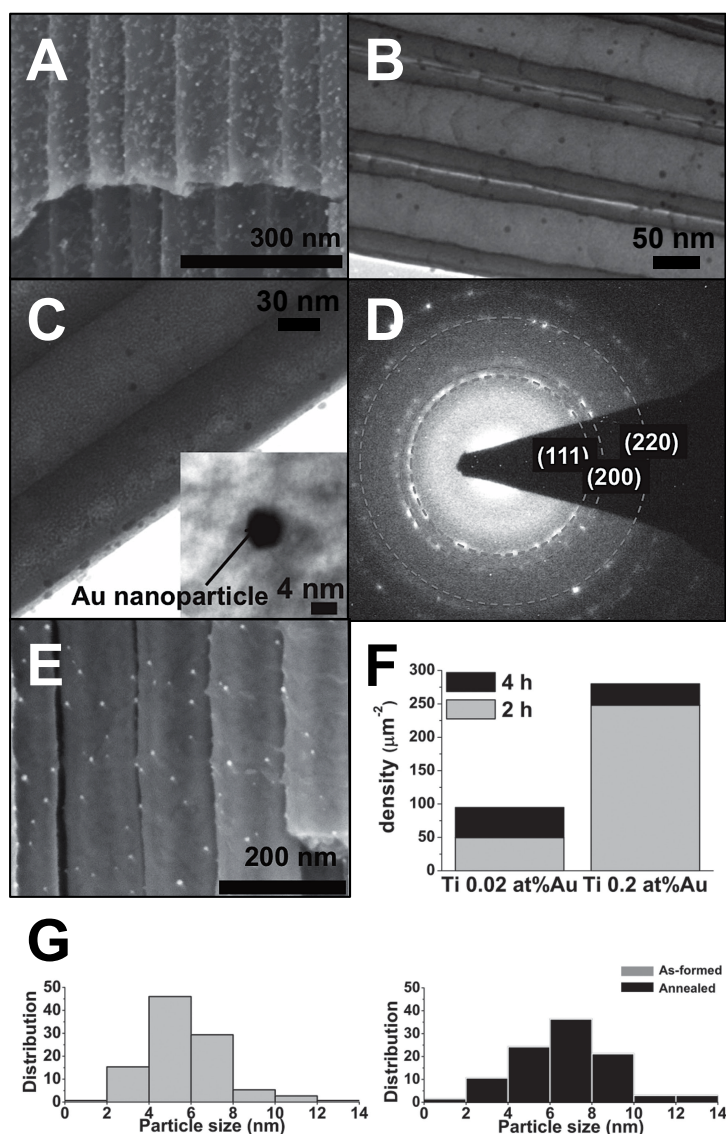 A
300 nm
B
50 nm
C
30 nm
Au nanoparticle
4 nm
D
(111)
(200)
(220)
E
200 nm
F
300
250
200
150
100
50
0
density (µm-2)
4 h
2 h
Ti 0.02 at%Au Ti 0.2 at%Au
G
50
40
30
20
10
0
Distribution
0 2 4 6 8 10 12 14
Particle size (nm)
As-formed
Annealed
50
40
30
20
10
0
Distribution
0 2 4 6 8 10 12 14
Particle size (nm)